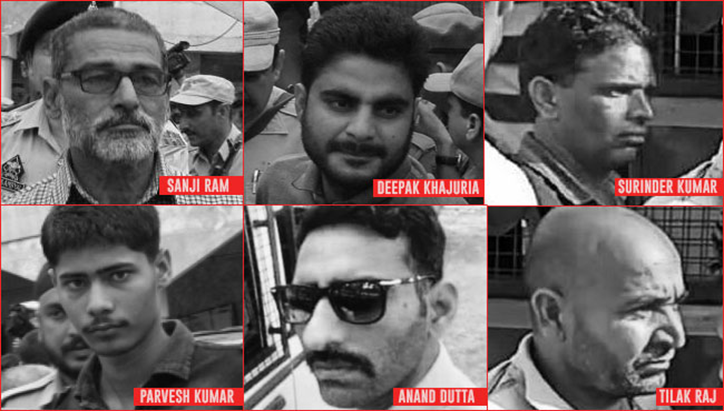 SANJI RAM
DEEPAK KHAJURIA
SURINDER KUMAR
PARVESH KUMAR
ANAND DUTTA
TILAK RAJ